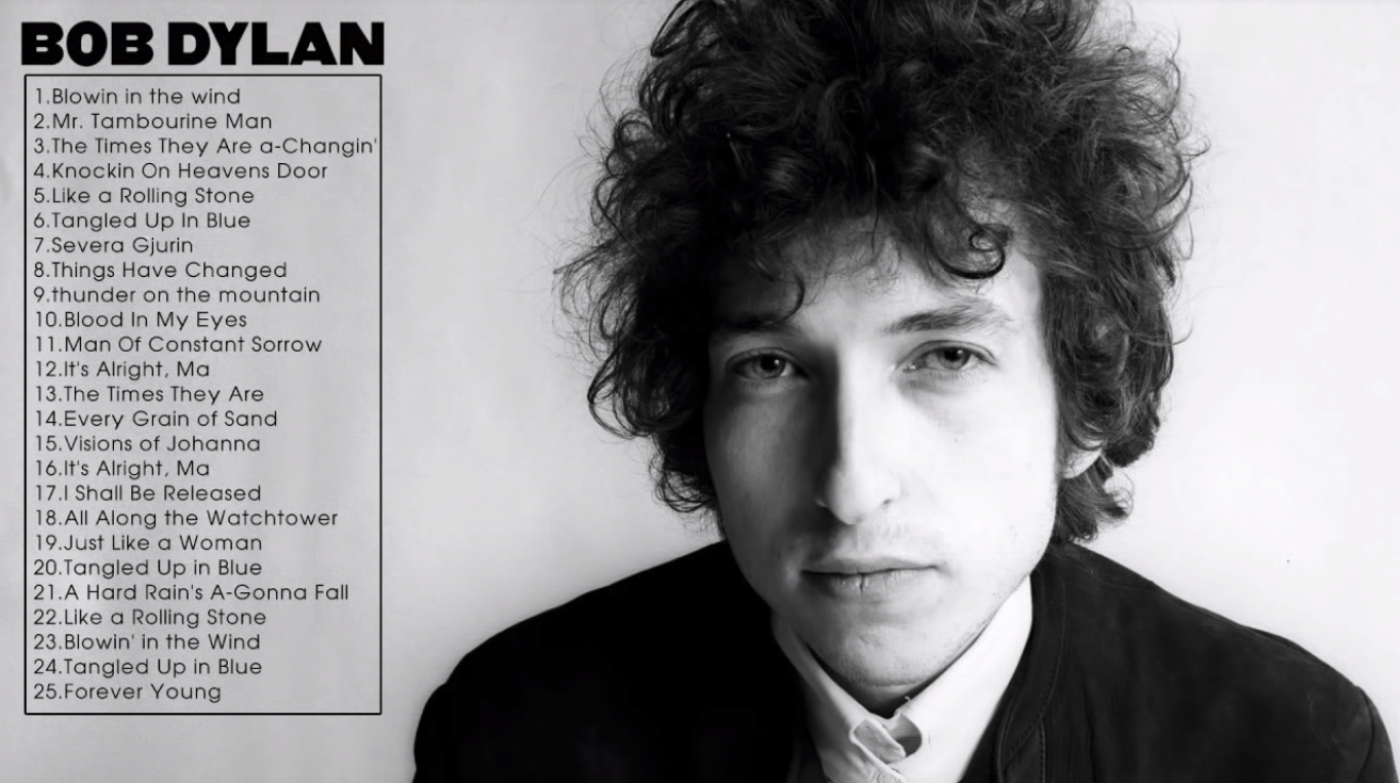 BOB DYLAN
1.Blowin in the wind
2.Mr. Tambourine Man
3.The Times They Are a-Changin'
4.Knockin On Heavens Door
5.Like a Rolling Stone
6.Tangled Up In Blue
7.Severa Gjurin
8.Things Have Changed
9.thunder on the mountain
10.Blood In My Eyes
11.Man Of Constant Sorrow
12.It's Alright, Ma
13.The Times They Are
14.Every Grain of Sand
15.Visions of Johanna
16.It's Alright, Ma
17.I Shall Be Released
18.All Along the Watchtower
19.Just Like a Woman
20.Tangled Up in Blue
21.A Hard Rain's A-Gonna Fall
22.Like a Rolling Stone
23.Blowin' in the Wind
24.Tangled Up in Blue
25.Forever Young